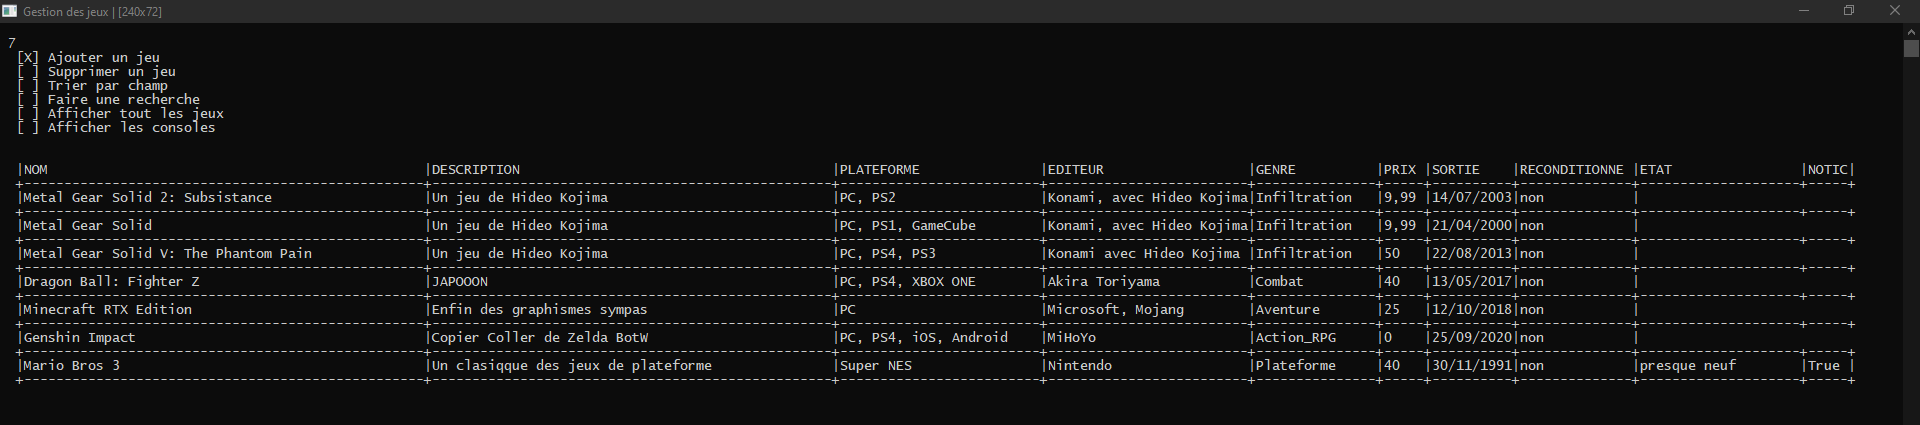 Gestion des jeux | [240x72]
7
[X] Ajouter un jeu
[ ] Supprimer un jeu
[ ] Trier par champ
[ ] Faire une recherche
[ ] Afficher tout les jeux
[ ] Afficher les consoles
|NOM |DESCRIPTION |PLATEFORME |EDITEUR |GENRE |PRIX |SORTIE |RECONDITIONNE |ETAT |NOTIC|
|Metal Gear Solid 2: Subsistance |Un jeu de Hideo Kojima |PC, PS2 |Konami, avec Hideo Kojima|Infiltration |9,99 |14/07/2003|non |
|Metal Gear Solid |Un jeu de Hideo Kojima |PC, PS1, GameCube |Konami, avec Hideo Kojima|Infiltration |9,99 |21/04/2000|non |
|Metal Gear Solid V: The Phantom Pain |Un jeu de Hideo Kojima |PC, PS4, PS3 |Konami avec Hideo Kojima |Infiltration |50 |22/08/2013|non |
|Dragon Ball: Fighter Z |JAPOOON |PC, PS4, XBOX ONE |Akira Toriyama |Combat |40 |13/05/2017|non |
|Minecraft RTX Edition |Enfin des graphismes sympas |PC |Microsoft, Mojang |Aventure |25 |12/10/2018|non |
|Genshin Impact |Copier Coller de Zelda BotW |PC, PS4, iOS, Android |MiHoYo |Action_RPG |0 |25/09/2020|non |
|Mario Bros 3 |Un clasiqque des jeux de plateforme |Super NES |Nintendo |Plateforme |40 |30/11/1991|non |presque neuf |True |